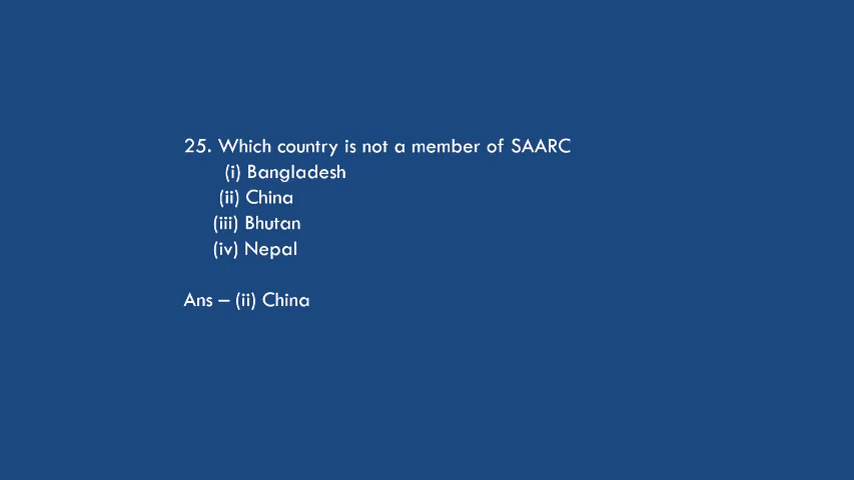 25. Which country is not a member of SAARC
(i) Bangladesh
(ii) China
(iii) Bhutan
(iv) Nepal
Ans – (ii) China